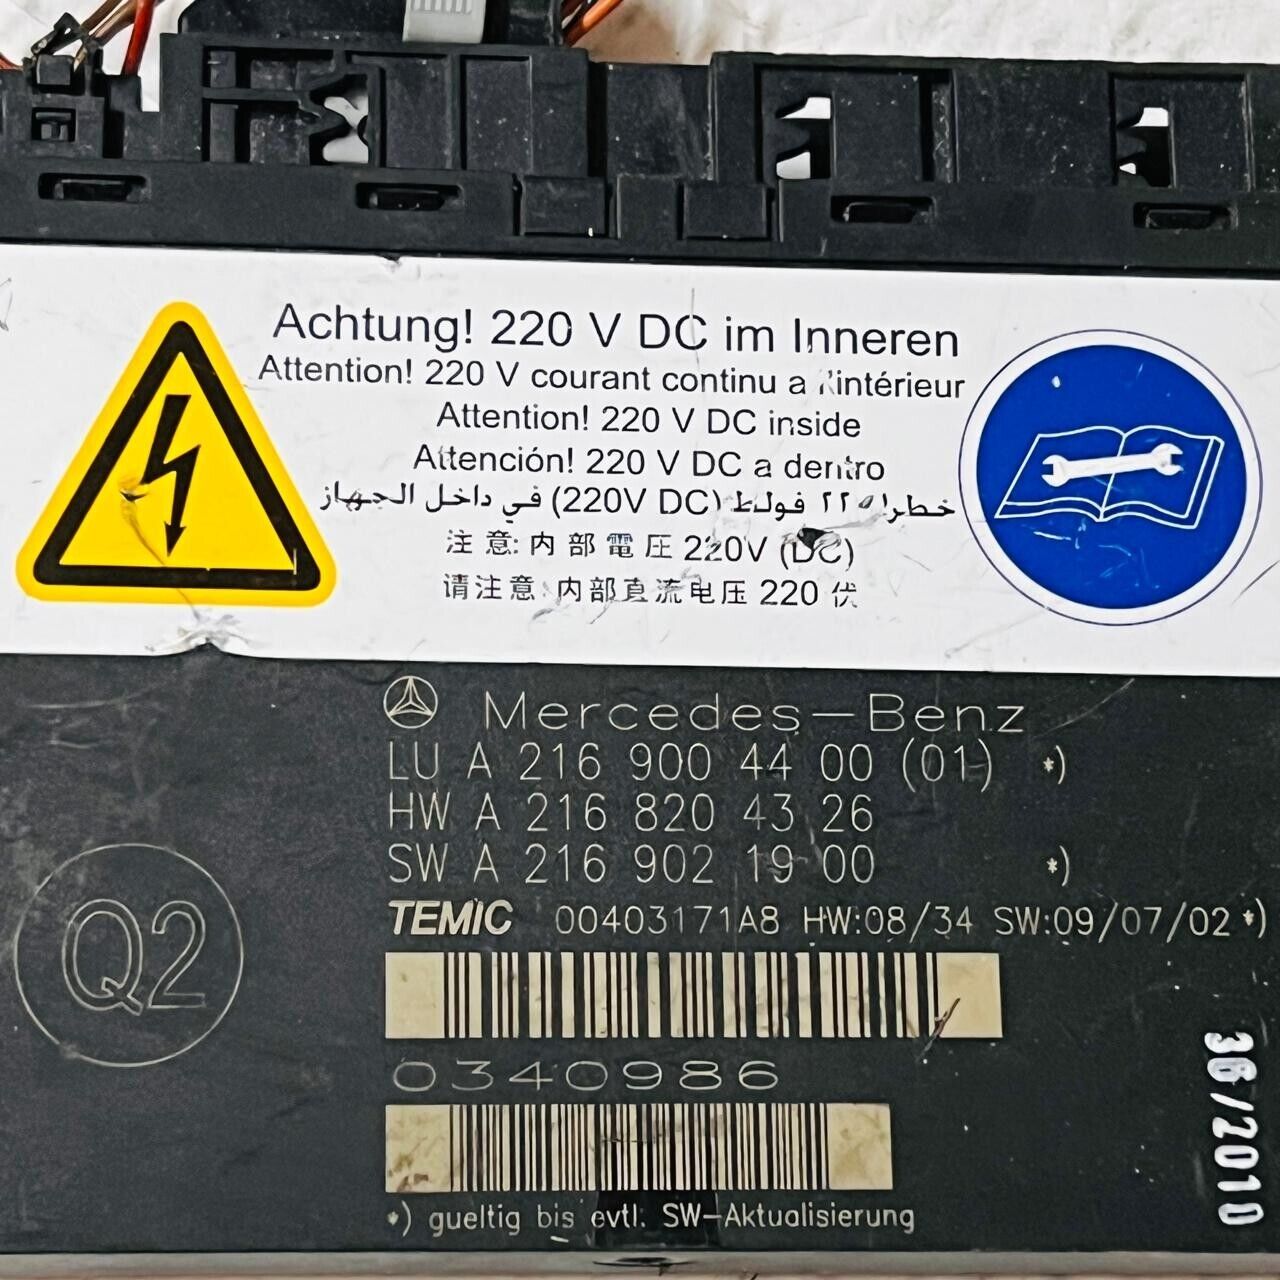 Achtung! 220 V DC im Inneren
Attention! 220 V courant continu a l'intérieur
Attention! 220 V DC inside
Atención! 220 V DC a dentro
خطر! ٢٢٠ فولط (220V DC) في داخل الجهاز
注意:内部電圧 220V (DC)
请注意:内部直流电压 220 伏
Mercedes-Benz
LU A 216 900 44 00 (01) *)
HW A 216 820 43 26
SW A 216 902 19 00 *)
TEMIC 00403171A8 HW:08/34 SW:09/07/02 *)
Q2
0340986
36/2010
*) gueltig bis evtl. SW-Aktualisierung